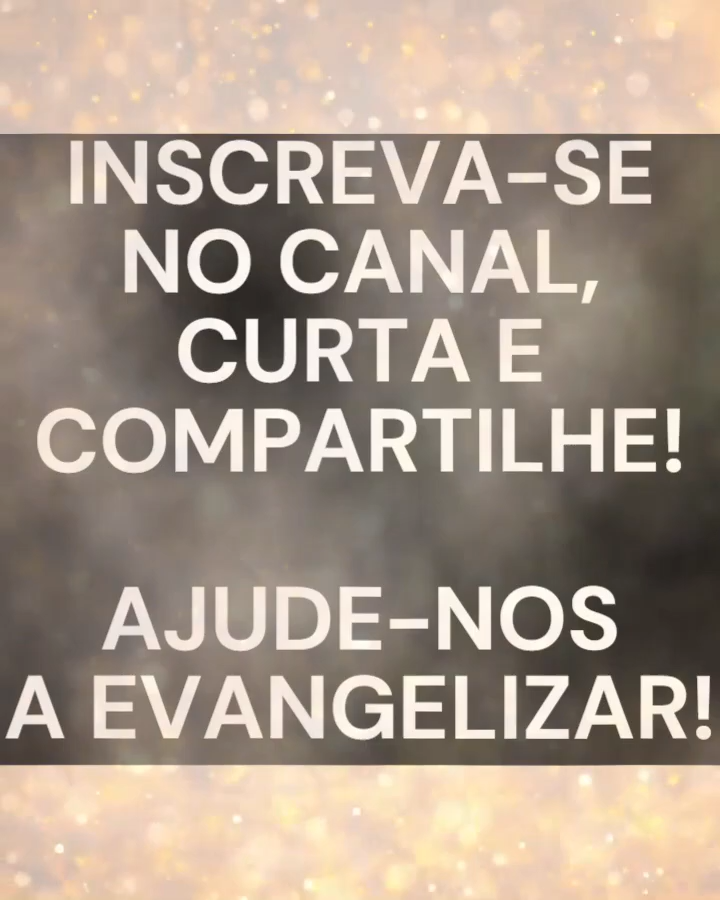 INSCREVA-SE
NO CANAL,
CURTA E
COMPARTILHE!
AJUDE-NOS
A EVANGELIZAR!